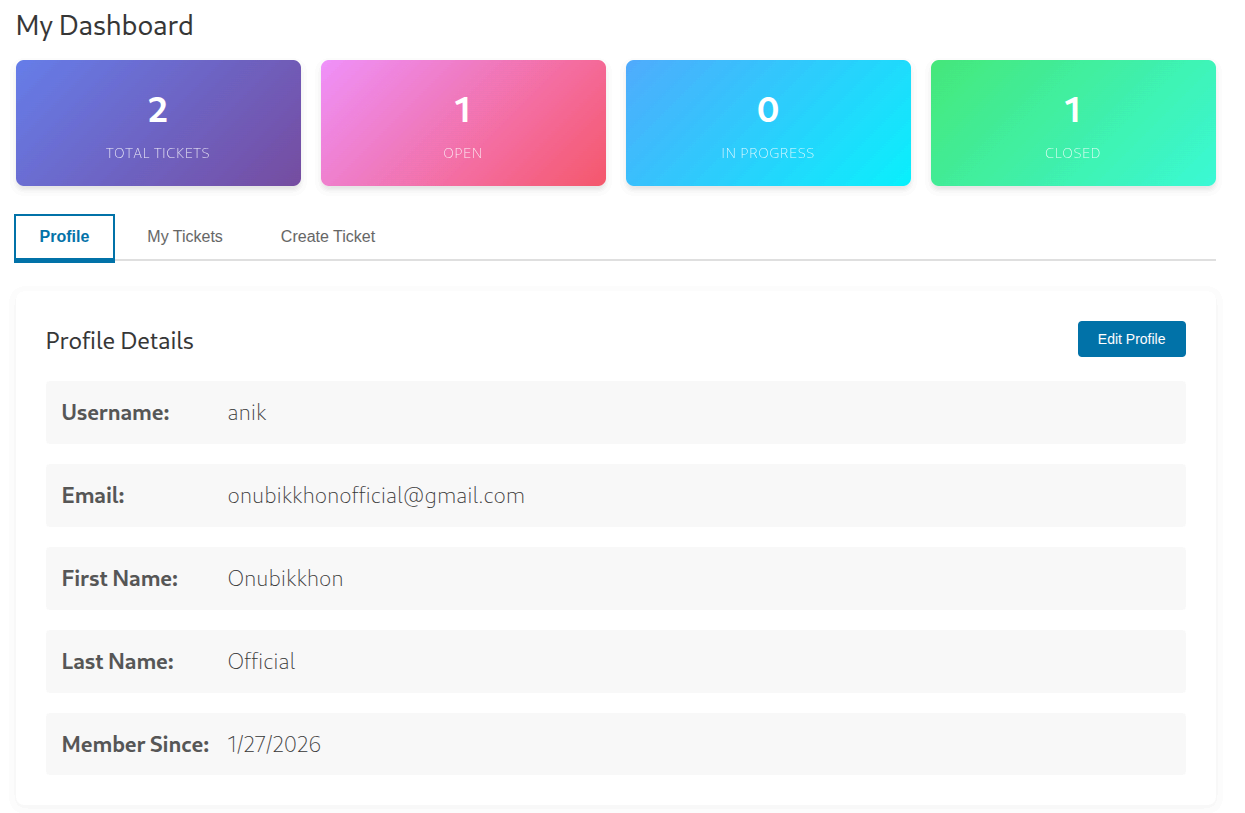 My Dashboard
2
TOTAL TICKETS
1
OPEN
0
IN PROGRESS
1
CLOSED
Profile
My Tickets
Create Ticket
Profile Details
Edit Profile
Username: anik
Email: onubikkhonofficial@gmail.com
First Name: Onubikkhon
Last Name: Official
Member Since: 1/27/2026